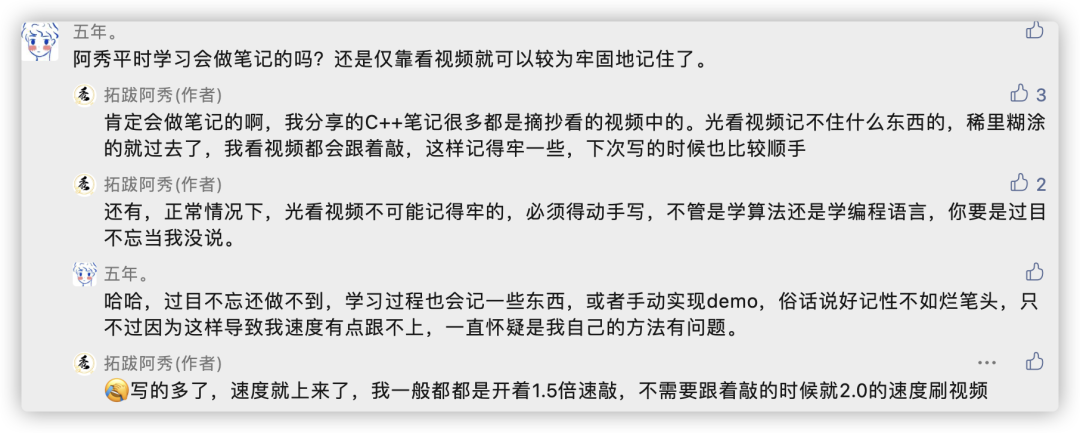 五年。
阿秀平时学习会做笔记的吗？还是仅靠看视频就可以较为牢固地记住了。
拓跋阿秀(作者)
3
肯定会做笔记的啊，我分享的C++笔记很多都是摘抄看的视频中的。光看视频记不住什么东西的，稀里糊涂
的就过去了，我看视频都会跟着敲，这样记得牢一些，下次写的时候也比较顺手
拓跋阿秀(作者)
2
还有，正常情况下，光看视频不可能记得牢的，必须得动手写，不管是学算法还是学编程语言，你要是过目
不忘当我没说。
五年。
哈哈，过目不忘还做不到，学习过程也会记一些东西，或者手动实现demo，俗话说好记性不如烂笔头，只
不过因为这样导致我速度有点跟不上，一直怀疑是我自己的方法有问题。
拓跋阿秀(作者)
写的多了，速度就上来了，我一般都都是开着1.5倍速敲，不需要跟着敲的时候就2.0的速度刷视频